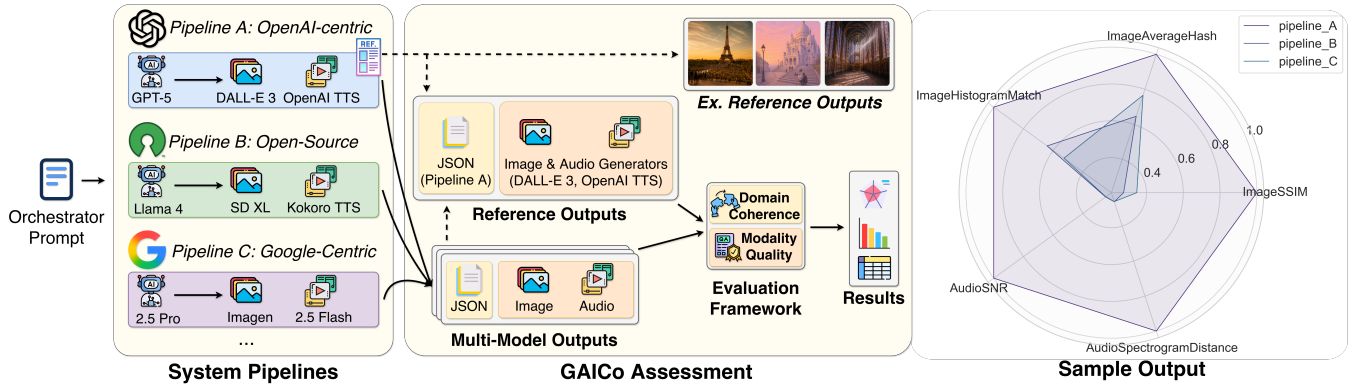 Orchestrator
Prompt
Pipeline A: OpenAI-centric
REF.
AI
GPT-5
DALL-E 3
OpenAI TTS
Pipeline B: Open-Source
AI
Llama 4
SD XL
Kokoro TTS
Pipeline C: Google-Centric
AI
2.5 Pro
Imagen
2.5 Flash
...
System Pipelines
Ex. Reference Outputs
JSON
(Pipeline A)
Image & Audio Generators
(DALL-E 3, OpenAI TTS)
Reference Outputs
JSON
Image
Audio
Multi-Model Outputs
Domain
Coherence
Modality
Quality
Evaluation
Framework
Results
GAICo Assessment
pipeline_A
pipeline_B
pipeline_C
ImageAverageHash
ImageHistogramMatch
1.0
0.8
0.6
0.4
ImageSSIM
AudioSNR
AudioSpectrogramDistance
Sample Output